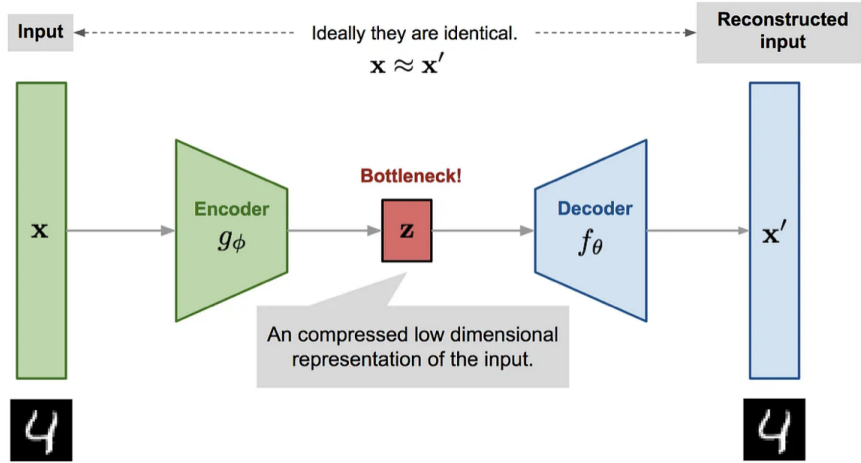 Input
Ideally they are identical.
x ≈ x′
Reconstructed
input
Bottleneck!
x
Encoder
gϕ
z
Decoder
fθ
x′
An compressed low dimensional
representation of the input.
4
4